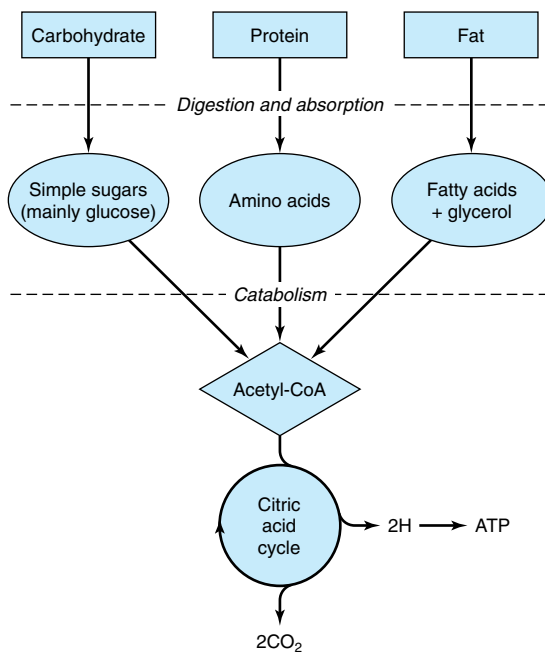 Carbohydrate
Protein
Fat
Digestion and absorption
Simple sugars
(mainly glucose)
Amino acids
Fatty acids
+ glycerol
Catabolism
Acetyl-CoA
Citric
acid
cycle
2H
ATP
2CO₂